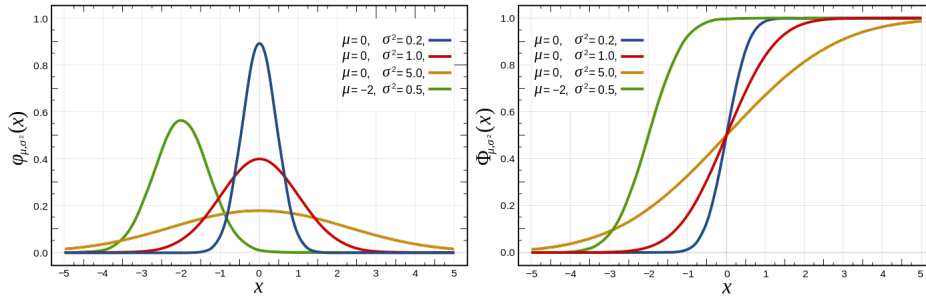 1.0
0.8
0.6
0.4
0.2
0.0
φμ,σ²(x)
μ= 0, σ²= 0.2,
μ= 0, σ²= 1.0,
μ= 0, σ²= 5.0,
μ= −2, σ²= 0.5,
−5 −4 −3 −2 −1 0 1 2 3 4 5
x
1.0
0.8
0.6
0.4
0.2
0.0
Φμ,σ²(x)
μ= 0, σ²= 0.2,
μ= 0, σ²= 1.0,
μ= 0, σ²= 5.0,
μ= −2, σ²= 0.5,
−5 −4 −3 −2 −1 0 1 2 3 4 5
x